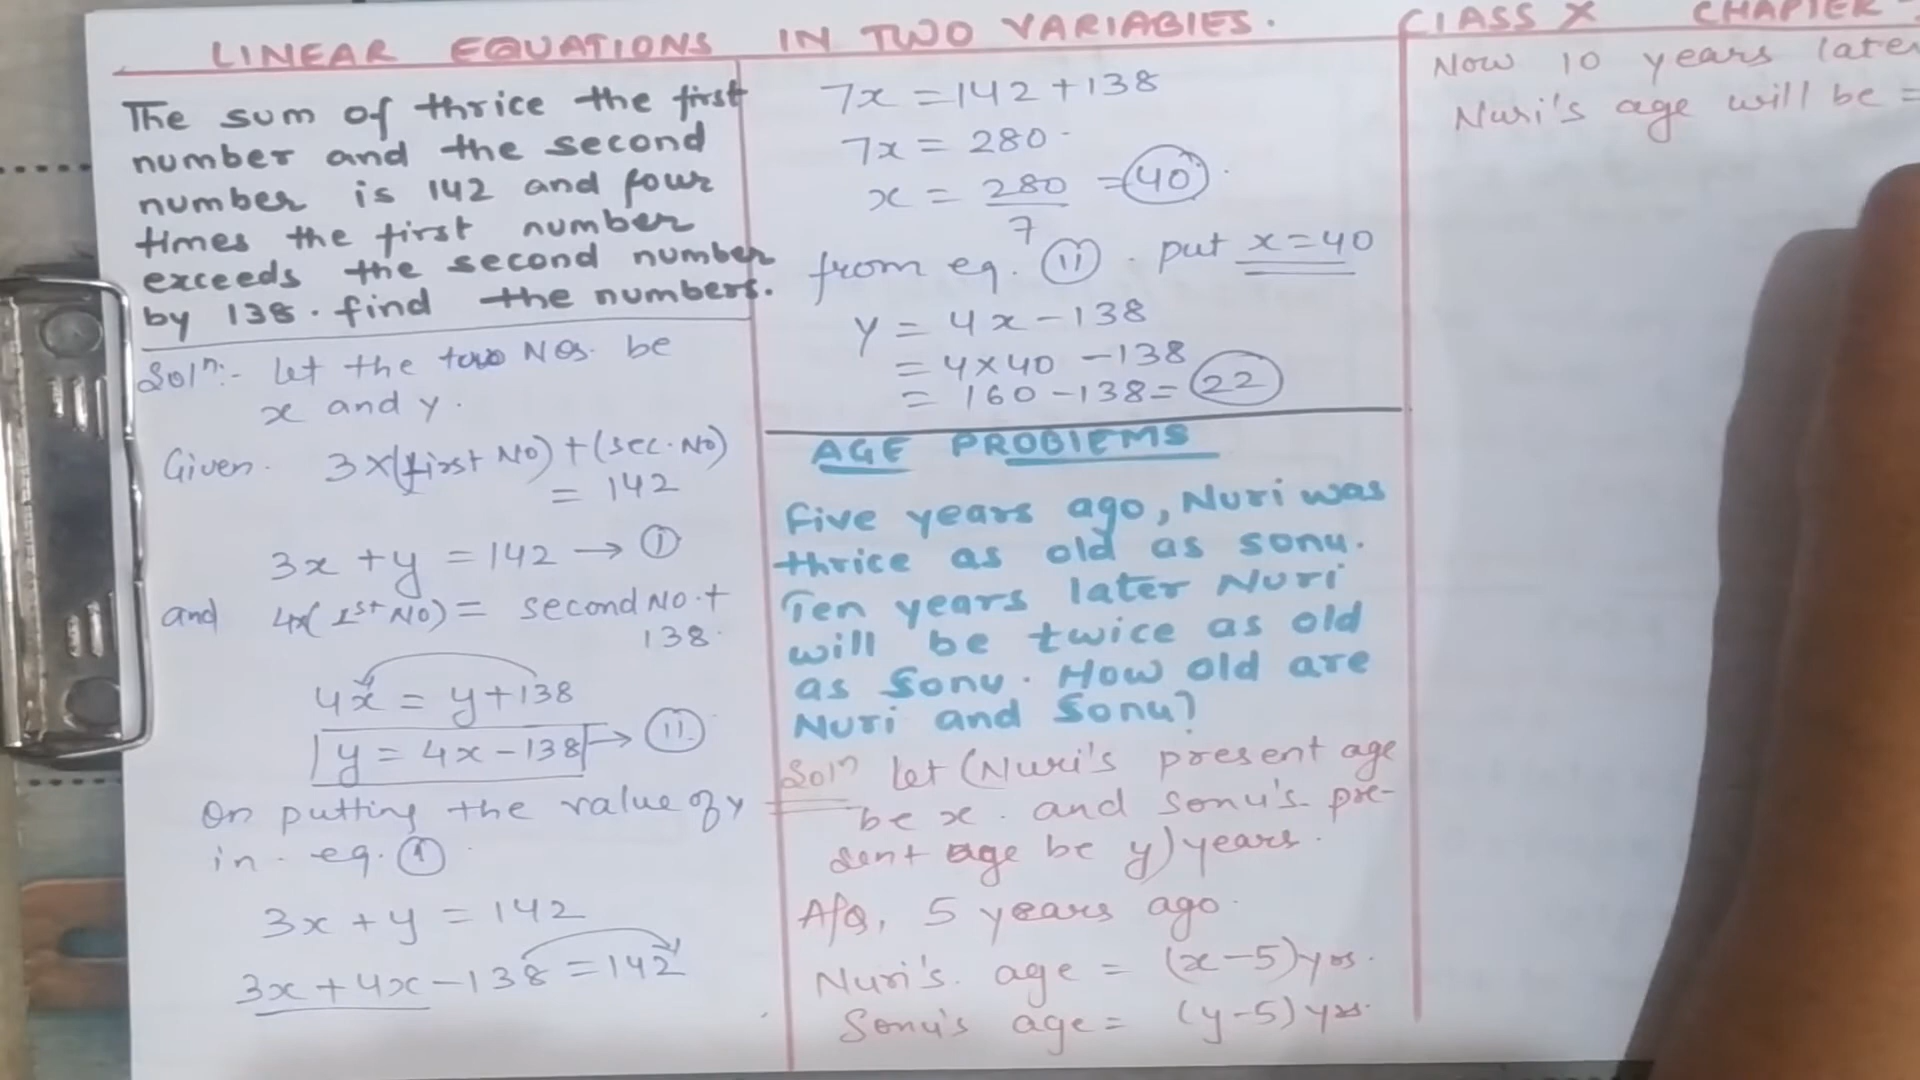 LINEAR EQUATIONS IN TWO VARIABLES. CLASS X CHAPTER
The sum of thrice the first
number and the second
number is 142 and four
times the first number
exceeds the second number
by 138. find the numbers.
Solⁿ:- Let the two Nos. be
x and y.
Given. 3×(first NO) + (sec. NO)
= 142
3x + y = 142 → (I)
and 4×(1st NO) = second NO. +
138.
4x = y + 138
y = 4x - 138 → (II)
On putting the value of y
in eq. (1)
3x + y = 142
3x + 4x - 138 = 142
7x = 142 + 138
7x = 280
x = 280/7 = 40
from eq. (II). put x = 40
y = 4x - 138
= 4×40 - 138
= 160 - 138 = 22
AGE PROBLEMS
Five years ago, Nuri was
thrice as old as sonu.
Ten years later Nuri
will be twice as old
as Sonu. How old are
Nuri and Sonu?
Solⁿ Let (Nuri's present age
be x. and Sonu's pre-
sent age be y) years.
A/Q, 5 years ago.
Nuri's. age = (x-5) yrs.
Sonu's age = (y-5) yrs.
Now 10 years later
Nuri's age will be =